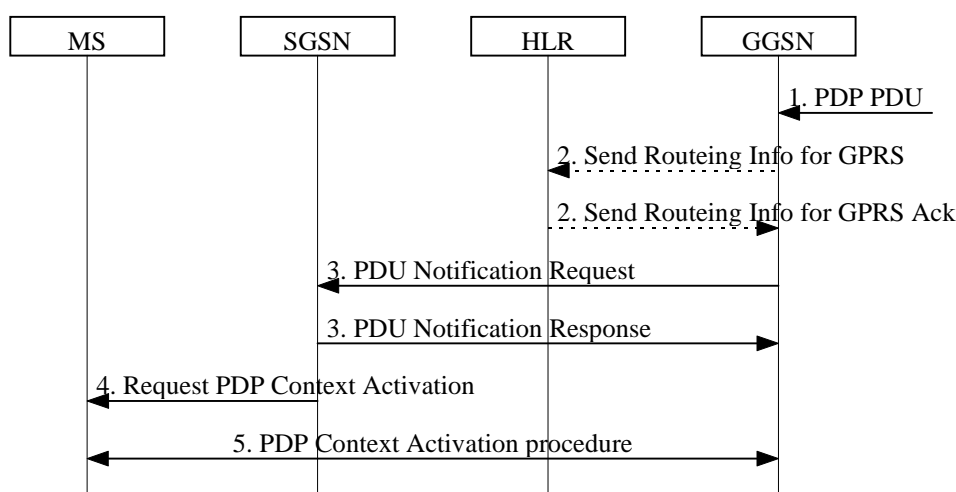 MS
SGSN
HLR
GGSN
1. PDP PDU
2. Send Routeing Info for GPRS
2. Send Routeing Info for GPRS Ack
3. PDU Notification Request
3. PDU Notification Response
4. Request PDP Context Activation
5. PDP Context Activation procedure